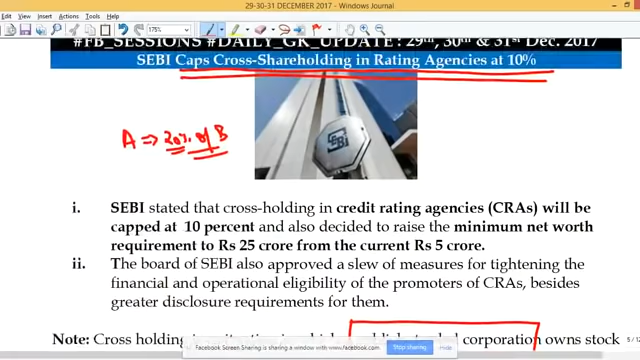 29-30-31 DECEMBER 2017 - Windows Journal
File Edit View Insert Actions Tools Help
175%
#FB_SESSIONS #DAILY_GK_UPDATE: 29th, 30th & 31st Dec. 2017
SEBI Caps Cross-Shareholding in Rating Agencies at 10%
A ⇒ 20% of B
SEBI
i. SEBI stated that cross-holding in credit rating agencies (CRAs) will be
capped at 10 percent and also decided to raise the minimum net worth
requirement to Rs 25 crore from the current Rs 5 crore.
ii. The board of SEBI also approved a slew of measures for tightening the
financial and operational eligibility of the promoters of CRAs, besides
greater disclosure requirements for them.
Note: Cross holding corporation owns stock
Facebook Screen Sharing is sharing a window with www.facebook.com. Stop sharing Hide
5/12